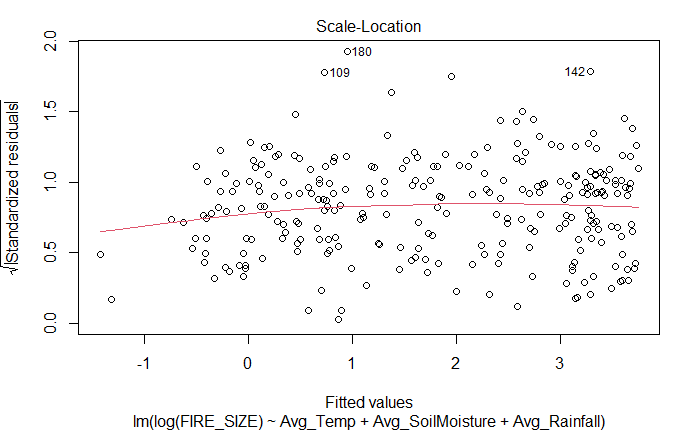 Scale-Location
√|Standardized residuals|
2.0
1.5
1.0
0.5
0.0
180
109
142
-1 0 1 2 3
Fitted values
lm(log(FIRE_SIZE) ~ Avg_Temp + Avg_SoilMoisture + Avg_Rainfall)